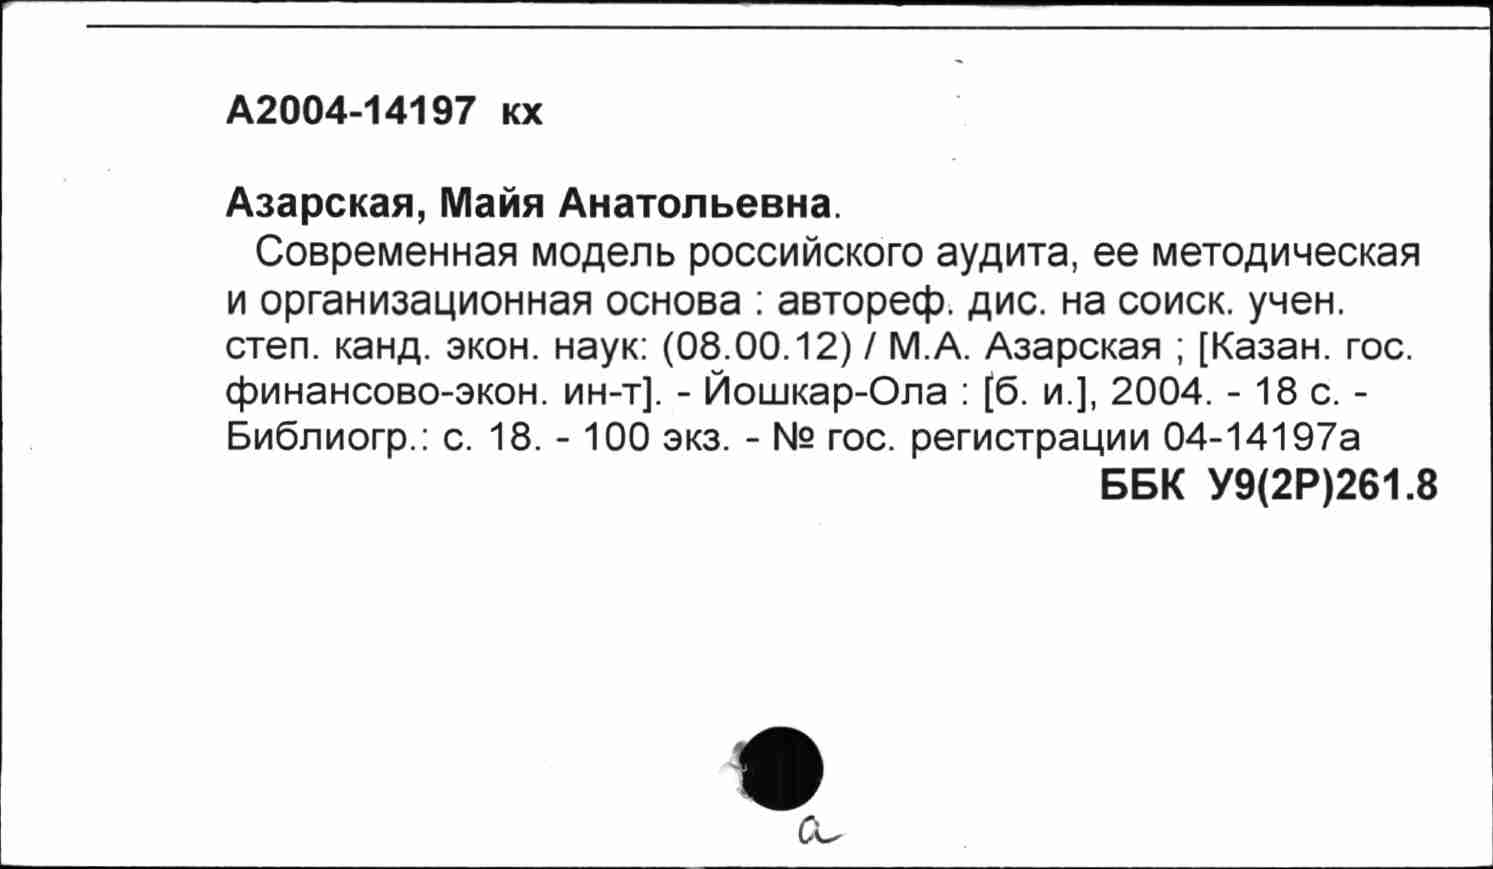 А2004-14197 кх
Азарская, Майя Анатольевна.
Современная модель российского аудита, ее методическая
и организационная основа : автореф. дис. на соиск. учен.
степ. канд. экон. наук: (08.00.12) / М.А. Азарская ; [Казан. гос.
финансово-экон. ин-т]. - Йошкар-Ола : [б. и.], 2004. - 18 с. -
Библиогр.: с. 18. - 100 экз. - № гос. регистрации 04-14197а
ББК У9(2Р)261.8
а